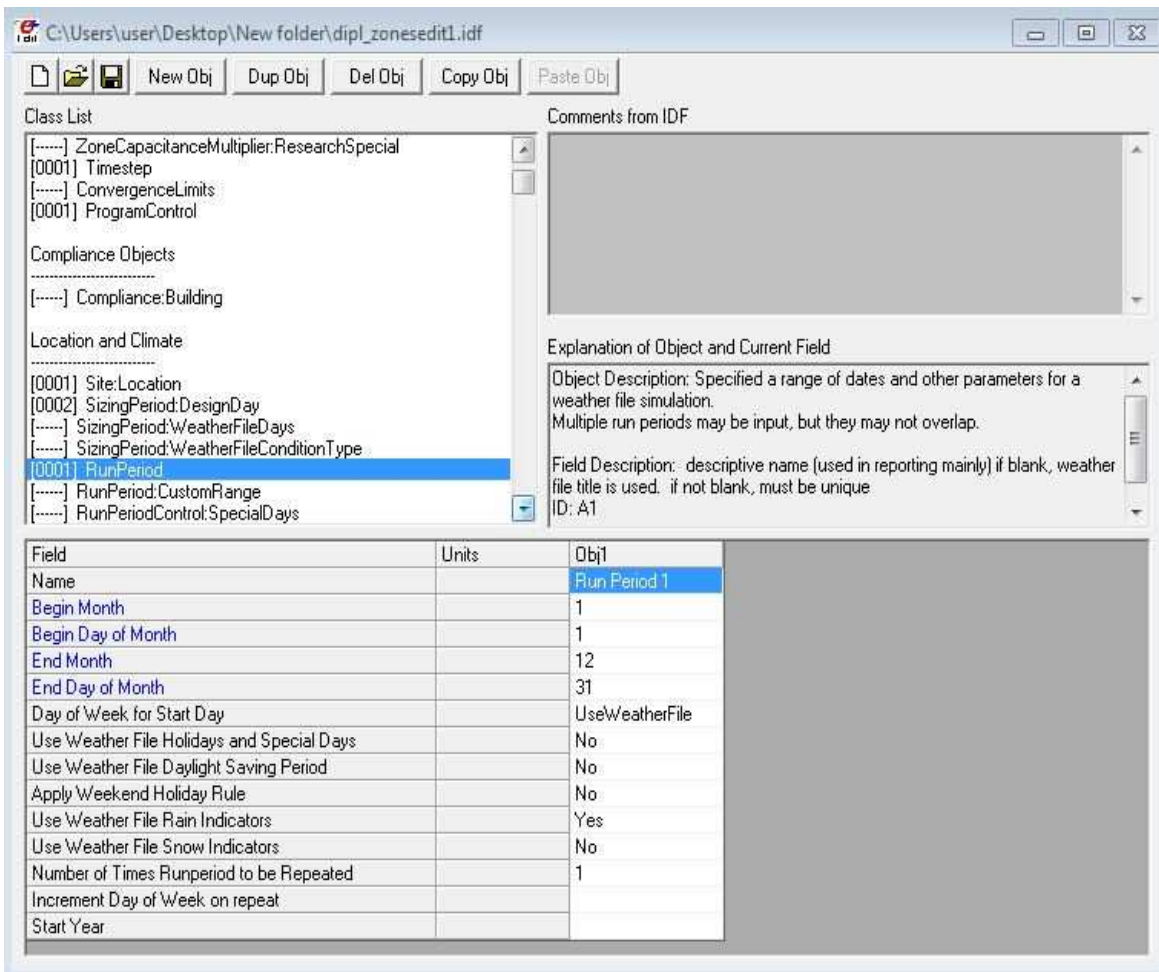 C:\Users\user\Desktop\New folder\dipl_zonesedit1.idf
New Obj Dup Obj Del Obj Copy Obj Paste Obj
Class List
[------] ZoneCapacitanceMultiplier:ResearchSpecial
[0001] Timestep
[------] ConvergenceLimits
[0001] ProgramControl
Compliance Objects
----------------------------
[------] Compliance:Building
Location and Climate
----------------------------
[0001] Site:Location
[0002] SizingPeriod:DesignDay
[------] SizingPeriod:WeatherFileDays
[------] SizingPeriod:WeatherFileConditionType
[0001] RunPeriod
[------] RunPeriod:CustomRange
[------] RunPeriodControl:SpecialDays
Comments from IDF
Explanation of Object and Current Field
Object Description: Specified a range of dates and other parameters for a
weather file simulation.
Multiple run periods may be input, but they may not overlap.
Field Description: descriptive name (used in reporting mainly) if blank, weather
file title is used. if not blank, must be unique
ID: A1
Field Units Obj1
Name Run Period 1
Begin Month 1
Begin Day of Month 1
End Month 12
End Day of Month 31
Day of Week for Start Day UseWeatherFile
Use Weather File Holidays and Special Days No
Use Weather File Daylight Saving Period No
Apply Weekend Holiday Rule No
Use Weather File Rain Indicators Yes
Use Weather File Snow Indicators No
Number of Times Runperiod to be Repeated 1
Increment Day of Week on repeat
Start Year